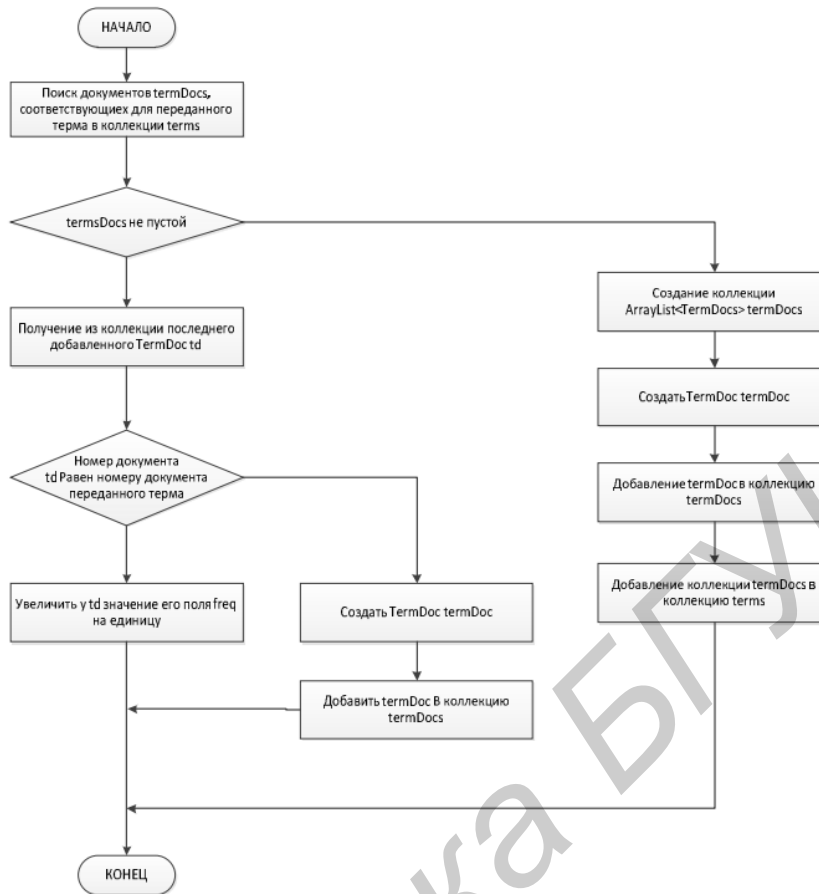 НАЧАЛО
Поиск документов termDocs,
соответствующиех для переданного
терма в коллекции terms
termsDocs не пустой
Получение из коллекции последнего
добавленного TermDoc td
Номер документа
td Равен номеру документа
переданного терма
Увеличить у td значение его поля freq
на единицу
Создать TermDoc termDoc
Добавить termDoc В коллекцию
termDocs
Создание коллекции
ArrayList<TermDocs> termDocs
Создать TermDoc termDoc
Добавление termDoc в коллекцию
termDocs
Добавление коллекции termDocs в
коллекцию terms
КОНЕЦ